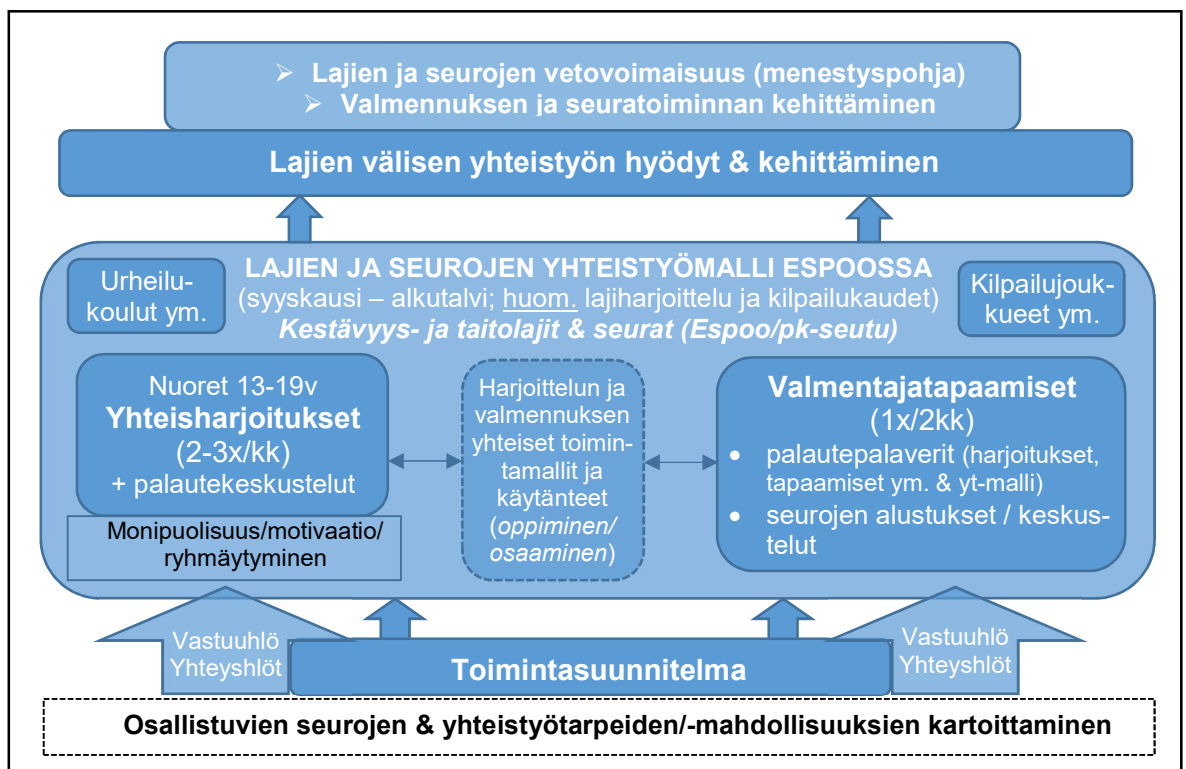 ➢ Lajien ja seurojen vetovoimaisuus (menestyspohja)
➢ Valmennuksen ja seuratoiminnan kehittäminen
Lajien välisen yhteistyön hyödyt & kehittäminen
Urheilu-
koulut ym.
LAJIEN JA SEUROJEN YHTEISTYÖMALLI ESPOOSSA
(syyskausi – alkutalvi; huom. lajiharjoittelu ja kilpailukaudet)
Kestävyys- ja taitolajit & seurat (Espoo/pk-seutu)
Kilpailujouk-
kueet ym.
Nuoret 13-19v
Yhteisharjoitukset
(2-3x/kk)
+ palautekeskustelut
Monipuolisuus/motivaatio/
ryhmäytyminen
Harjoittelun ja
valmennuksen
yhteiset toimin-
tamallit ja
käytänteet
(oppiminen/
osaaminen)
Valmentajatapaamiset
(1x/2kk)
• palautepalaverit (harjoitukset,
tapaamiset ym. & yt-malli)
• seurojen alustukset / keskus-
telut
Vastuuhlö
Yhteyshlöt
Toimintasuunnitelma
Vastuuhlö
Yhteyshlöt
Osallistuvien seurojen & yhteistyötarpeiden/-mahdollisuuksien kartoittaminen